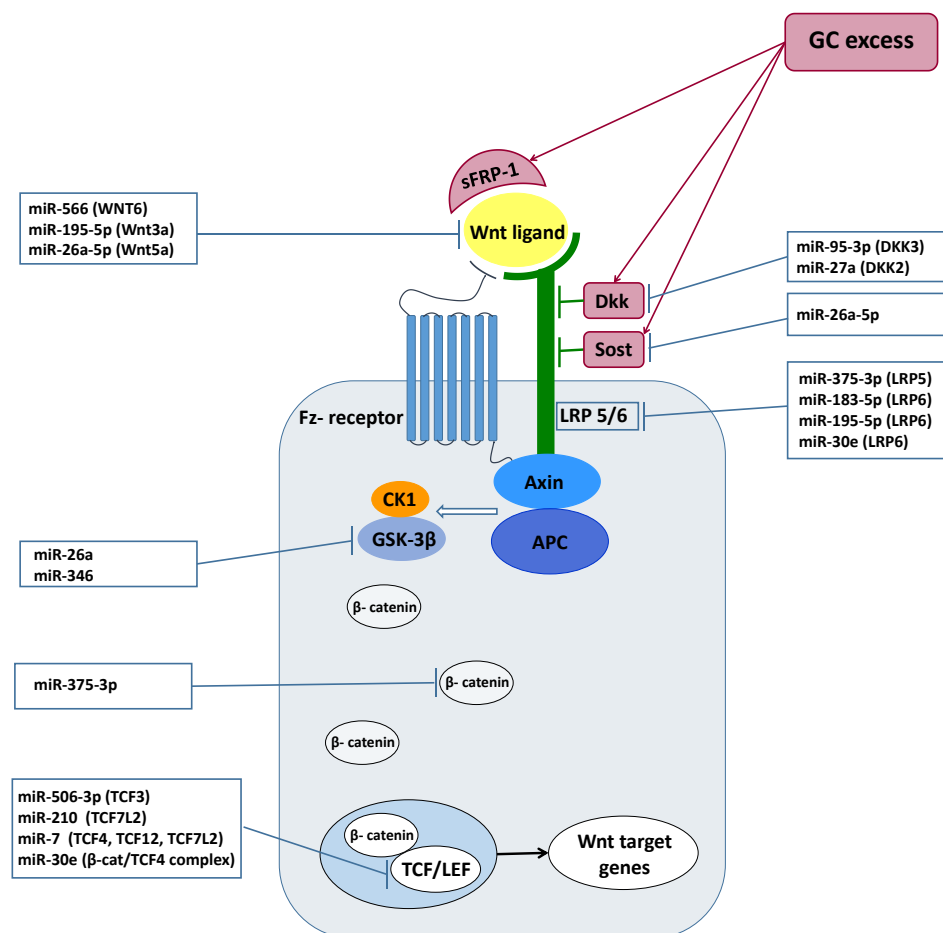 GC excess
sFRP-1
Wnt ligand
miR-566 (WNT6)
miR-195-5p (Wnt3a)
miR-26a-5p (Wnt5a)
miR-95-3p (DKK3)
miR-27a (DKK2)
Dkk
miR-26a-5p
Sost
miR-375-3p (LRP5)
miR-183-5p (LRP6)
miR-195-5p (LRP6)
miR-30e (LRP6)
Fz- receptor
LRP 5/6
Axin
CK1
GSK-3β
APC
miR-26a
miR-346
β- catenin
miR-375-3p
β- catenin
β- catenin
miR-506-3p (TCF3)
miR-210 (TCF7L2)
miR-7 (TCF4, TCF12, TCF7L2)
miR-30e (β-cat/TCF4 complex)
β- catenin
TCF/LEF
Wnt target
genes